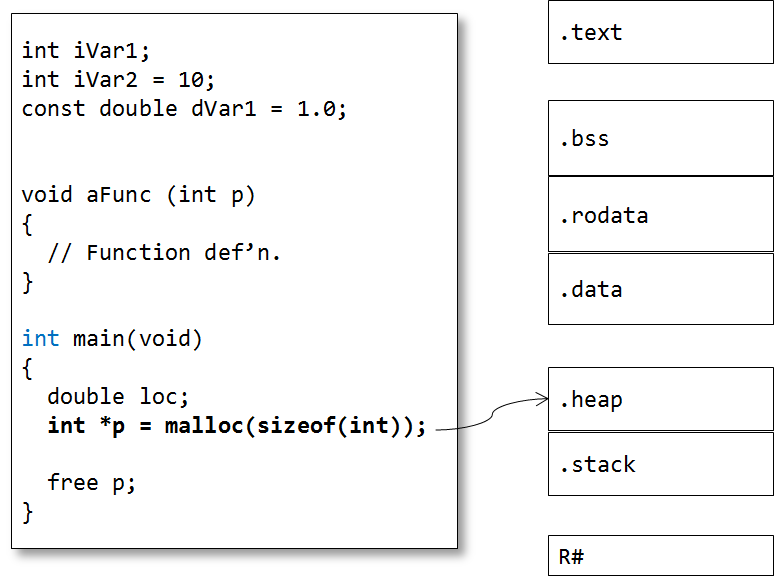 int iVar1;
int iVar2 = 10;
const double dVar1 = 1.0;
void aFunc (int p)
{
// Function def’n.
}
int main(void)
{
double loc;
int *p = malloc(sizeof(int));
free p;
}
.text
.bss
.rodata
.data
.heap
.stack
R#